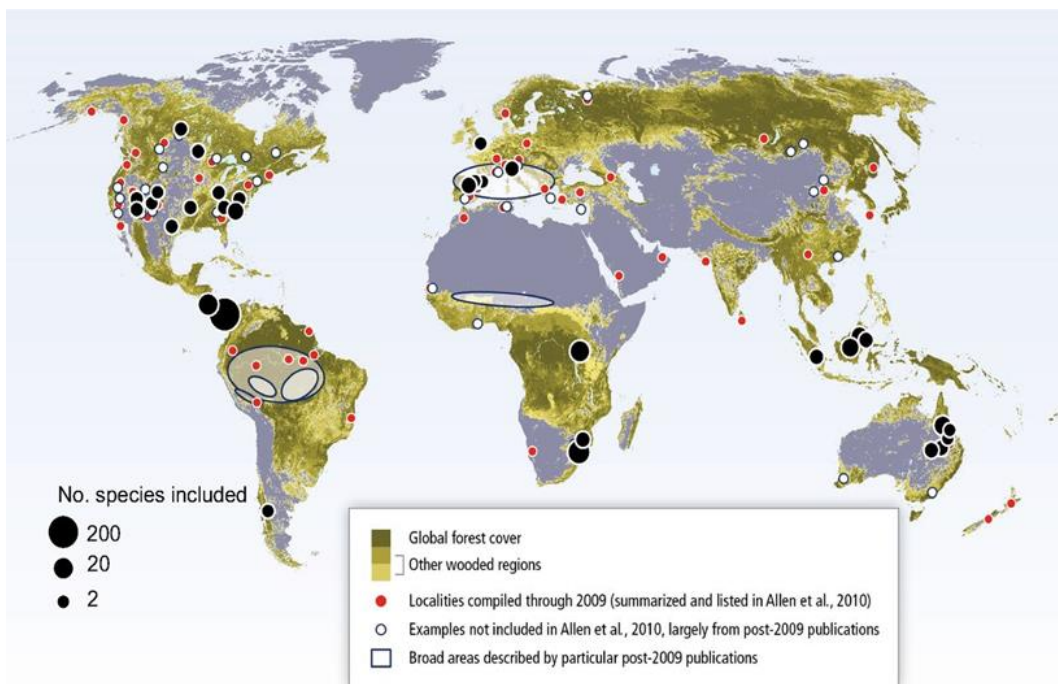 No. species included
200
20
2
Global forest cover
Other wooded regions
Localities compiled through 2009 (summarized and listed in Allen et al., 2010)
Examples not included in Allen et al., 2010, largely from post-2009 publications
Broad areas described by particular post-2009 publications